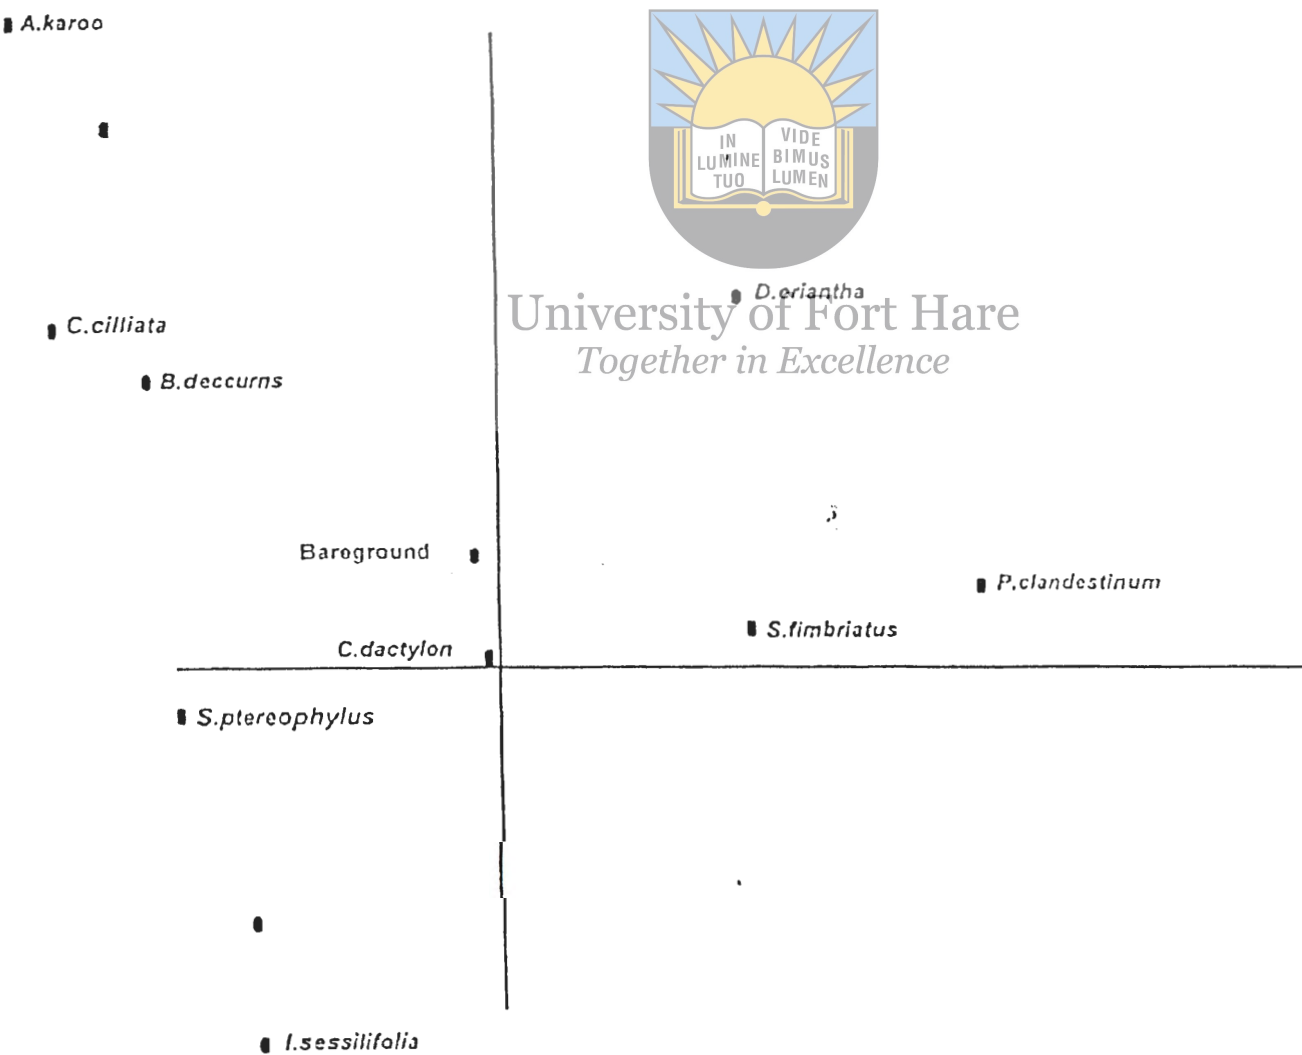 A.karoo
IN
LUMINE
TUO
VIDE
BIMUS
LUMEN
D.eriantha
University of Fort Hare
Together in Excellence
C.cilliata
B.deccurns
Bareground
P.clandestinum
S.fimbriatus
C.dactylon
S.ptereophylus
I.sessilifolia